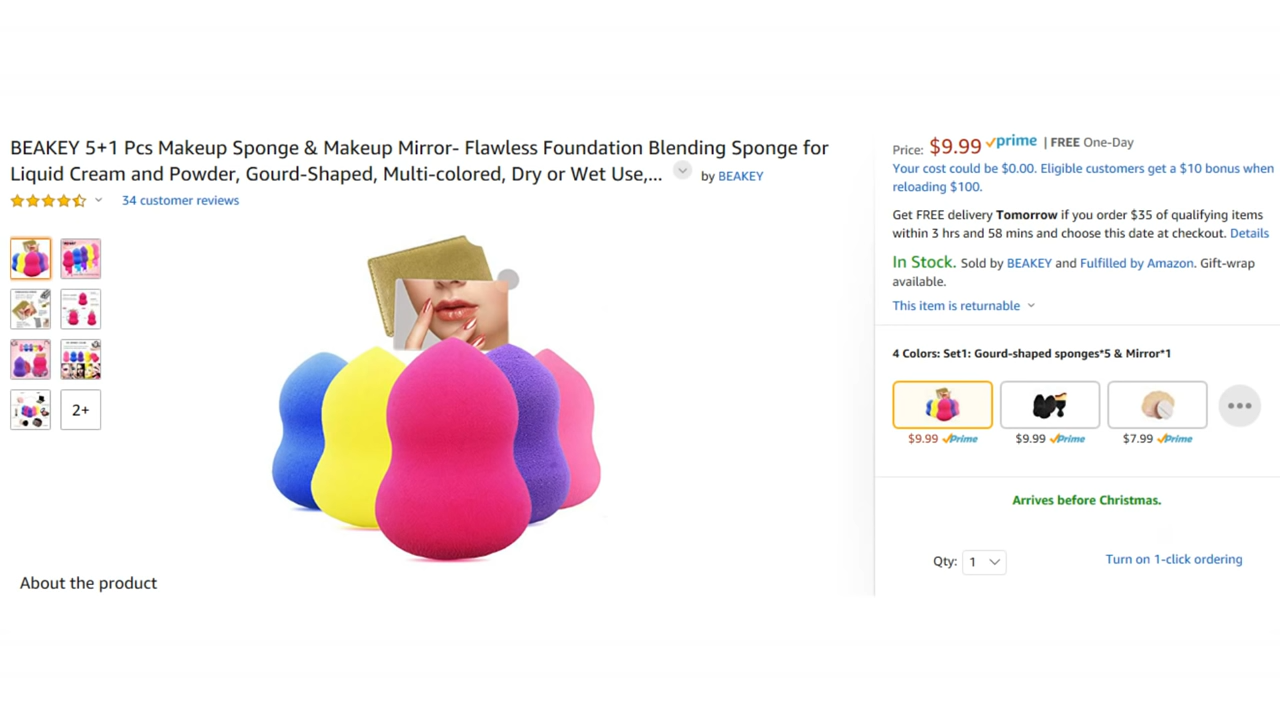 BEAKEY 5+1 Pcs Makeup Sponge & Makeup Mirror- Flawless Foundation Blending Sponge for
Liquid Cream and Powder, Gourd-Shaped, Multi-colored, Dry or Wet Use,... by BEAKEY
34 customer reviews
2+
About the product
Price: $9.99 prime | FREE One-Day
Your cost could be $0.00. Eligible customers get a $10 bonus when
reloading $100.
Get FREE delivery Tomorrow if you order $35 of qualifying items
within 3 hrs and 58 mins and choose this date at checkout. Details
In Stock. Sold by BEAKEY and Fulfilled by Amazon. Gift-wrap
available.
This item is returnable
4 Colors: Set1: Gourd-shaped sponges*5 & Mirror*1
$9.99 Prime $9.99 Prime $7.99 Prime
Arrives before Christmas.
Qty: 1 Turn on 1-click ordering